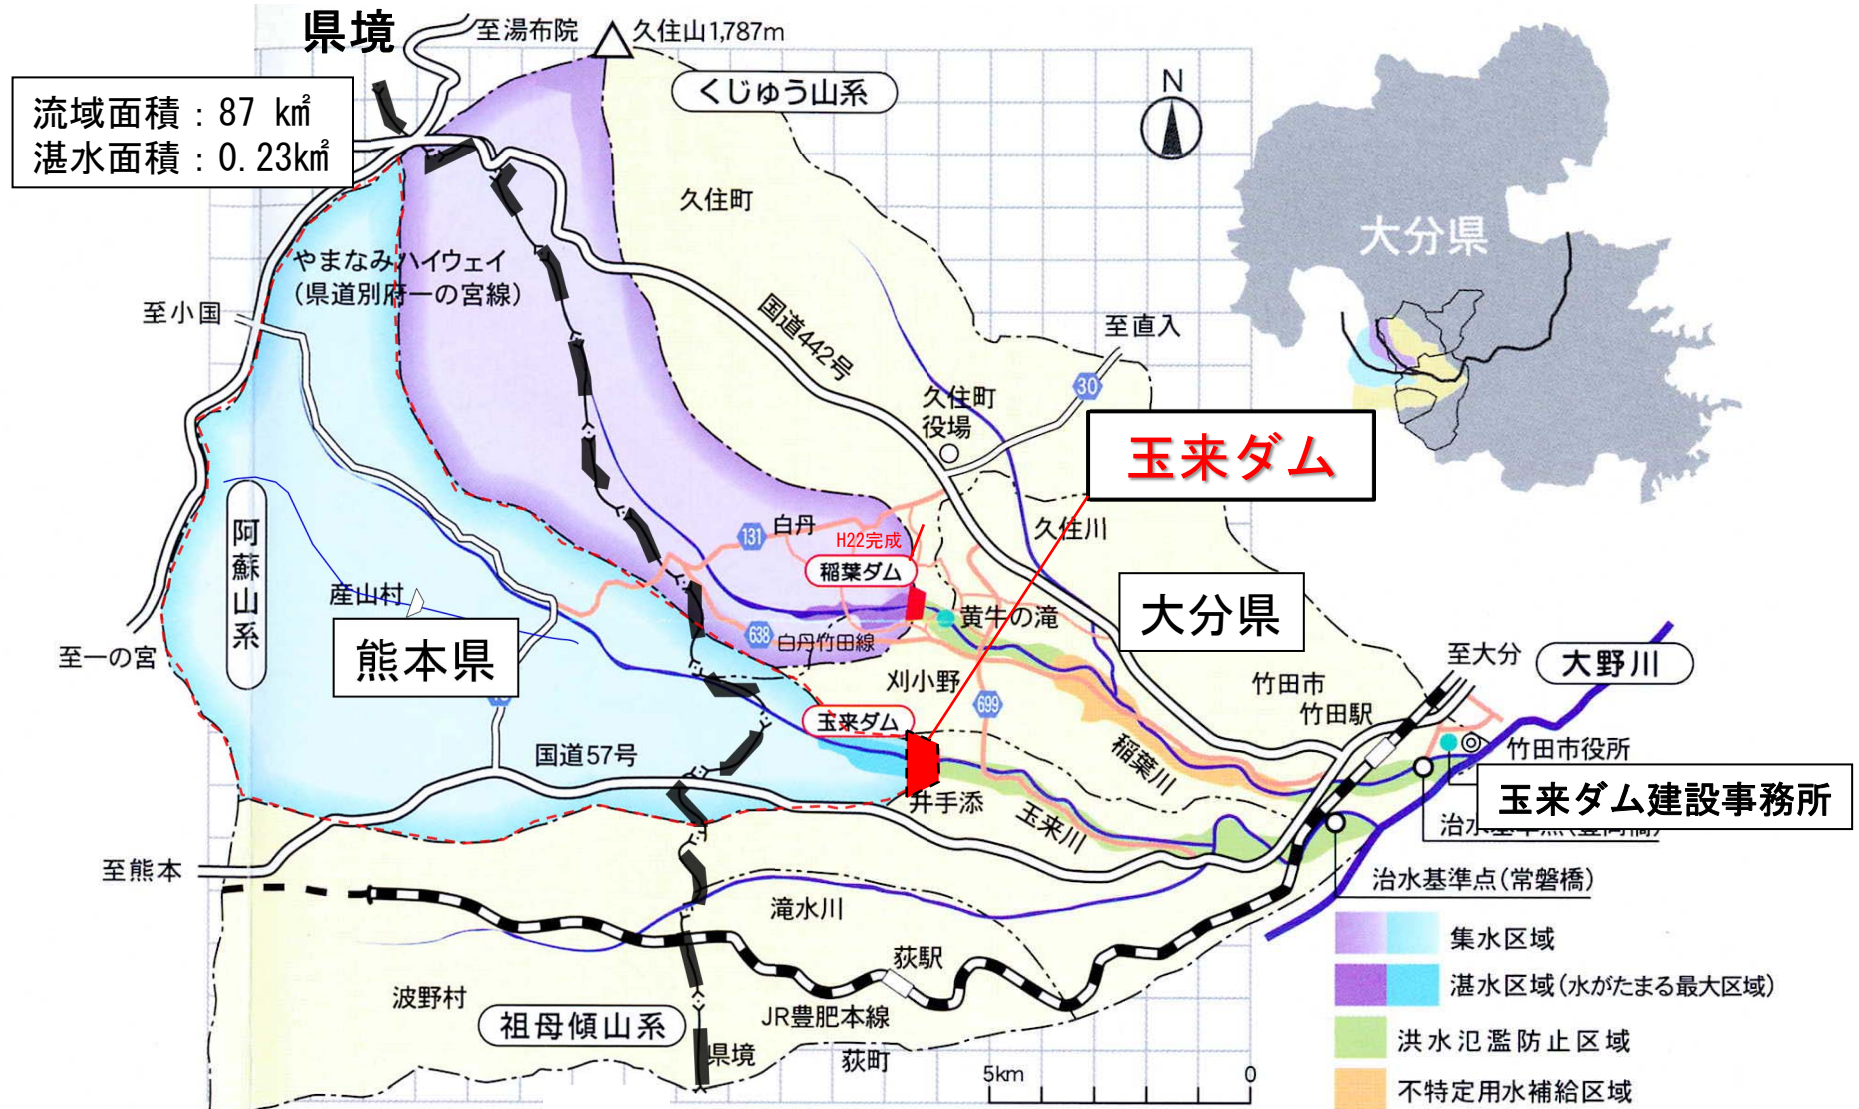 県境
至湯布院
久住山1,787m
くじゅう山系
N
流域面積：87 km²
湛水面積：0.23km²
久住町
大分県
やまなみハイウェイ
（県道別府一の宮線）
至小国
国道442号
至直入
30
久住町
役場
玉来ダム
阿蘇山系
白丹
131
H22完成
稲葉ダム
久住川
産山村
黄牛の滝
大分県
熊本県
638
白丹竹田線
至一の宮
刈小野
至大分
大野川
竹田市
竹田駅
699
玉来ダム
国道57号
稲葉川
竹田市役所
井手添
玉来川
玉来ダム建設事務所
至熊本
治水基準点(常磐橋)
滝水川
荻駅
集水区域
湛水区域(水がたまる最大区域)
波野村
祖母傾山系
JR豊肥本線
県境
荻町
洪水氾濫防止区域
5km
0
不特定用水補給区域